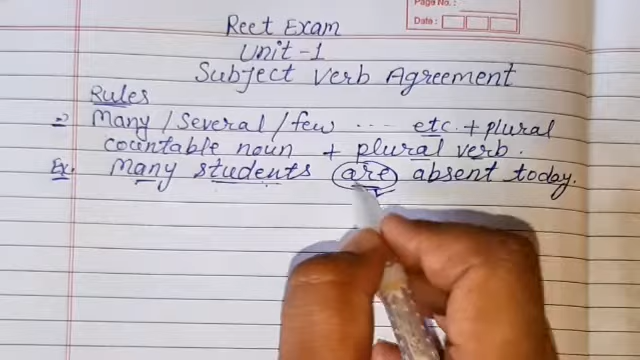 Page No.:
Date:
Reet Exam
Unit-1
Subject Verb Agreement
Rules
⇒ Many / Several / few ... etc. + plural
countable noun + plural verb.
Ex. Many students are absent today.